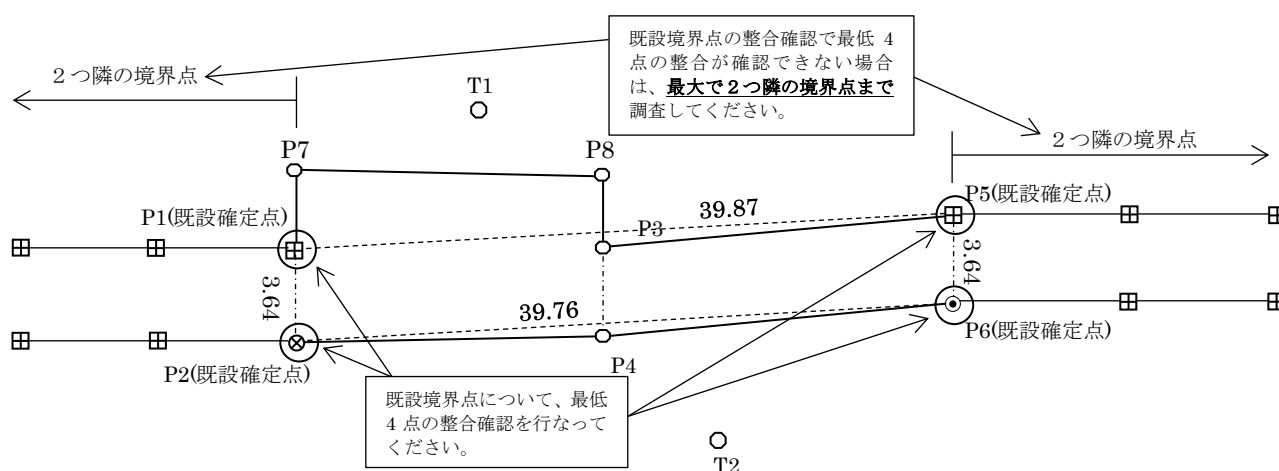 既設境界点の整合確認で最低 4
点の整合が確認できない場合
は、最大で2つ隣の境界点まで
調査してください。
２つ隣の境界点
T1
２つ隣の境界点
P7
P8
P1(既設確定点)
39.87
P5(既設確定点)
P3
3.64
3.64
39.76
P2(既設確定点)
P4
P6(既設確定点)
既設境界点について、最低
4 点の整合確認を行なって
ください。
T2